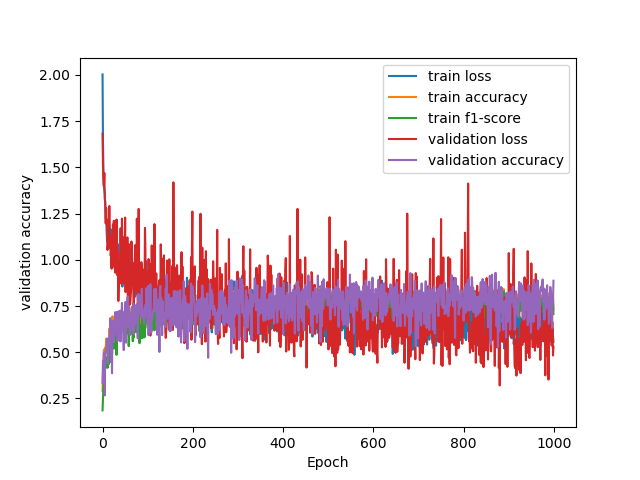 2.00
1.75
1.50
1.25
1.00
0.75
0.50
0.25
validation accuracy
train loss
train accuracy
train f1-score
validation loss
validation accuracy
0 200 400 600 800 1000
Epoch